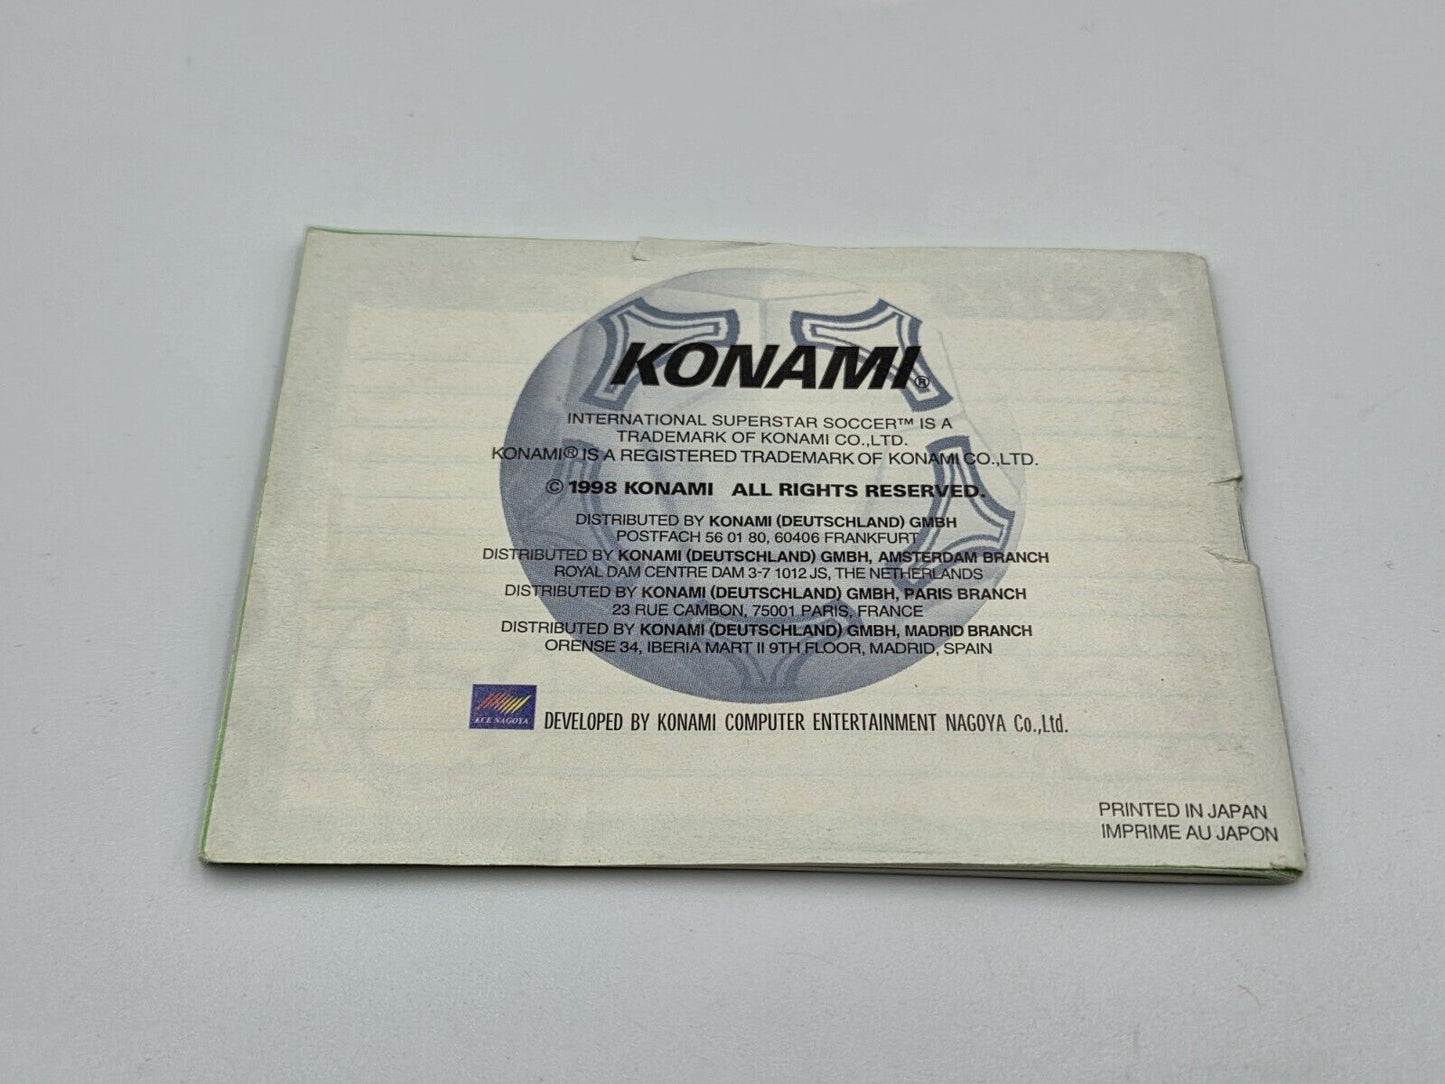 KONAMI®
INTERNATIONAL SUPERSTAR SOCCER™ IS A
TRADEMARK OF KONAMI CO.,LTD.
KONAMI® IS A REGISTERED TRADEMARK OF KONAMI CO.,LTD.
© 1998 KONAMI ALL RIGHTS RESERVED.
DISTRIBUTED BY KONAMI (DEUTSCHLAND) GMBH
POSTFACH 56 01 80, 60406 FRANKFURT
DISTRIBUTED BY KONAMI (DEUTSCHLAND) GMBH, AMSTERDAM BRANCH
ROYAL DAM CENTRE DAM 3-7 1012 JS, THE NETHERLANDS
DISTRIBUTED BY KONAMI (DEUTSCHLAND) GMBH, PARIS BRANCH
23 RUE CAMBON, 75001 PARIS, FRANCE
DISTRIBUTED BY KONAMI (DEUTSCHLAND) GMBH, MADRID BRANCH
ORENSE 34, IBERIA MART II 9TH FLOOR, MADRID, SPAIN
KCE NAGOYA
DEVELOPED BY KONAMI COMPUTER ENTERTAINMENT NAGOYA Co.,Ltd.
PRINTED IN JAPAN
IMPRIME AU JAPON